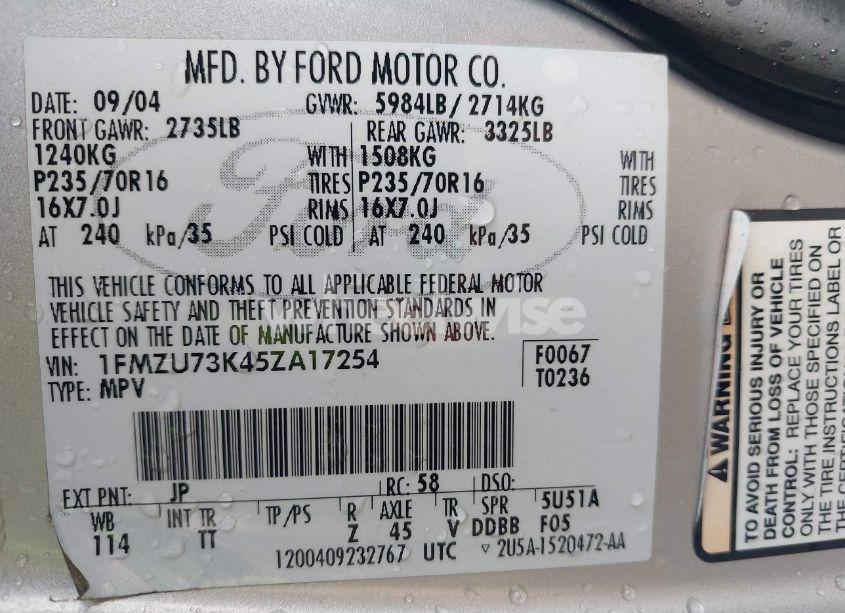 MFD. BY FORD MOTOR CO.
DATE: 09/04 GVWR: 5984LB/2714KG
FRONT GAWR: 2735LB REAR GAWR: 3325LB
1240KG WITH 1508KG WITH
P235/70R16 TIRES P235/70R16 TIRES
16X7.0J RIMS 16X7.0J RIMS
AT 240 kPa/35 PSI COLD AT 240 kPa/35 PSI COLD
THIS VEHICLE CONFORMS TO ALL APPLICABLE FEDERAL MOTOR
VEHICLE SAFETY AND THEFT PREVENTION STANDARDS IN
EFFECT ON THE DATE OF MANUFACTURE SHOWN ABOVE.
VIN: 1FMZU73K45ZA17254 F0067
TYPE: MPV T0236
EXT PNT: JP RC: 58 DSO:
WB INT TR TP/PS R AXLE TR SPR 5U51A
114 TT Z 45 V DDBB F05
1200409232767 UTC ▽ 2U5A-1520472-AA
WARNING
TO AVOID SERIOUS INJURY OR
DEATH FROM LOSS OF VEHICLE
CONTROL: REPLACE YOUR TIRES
ONLY WITH THOSE SPECIFIED ON
THE TIRE INSTRUCTIONS LABEL OR